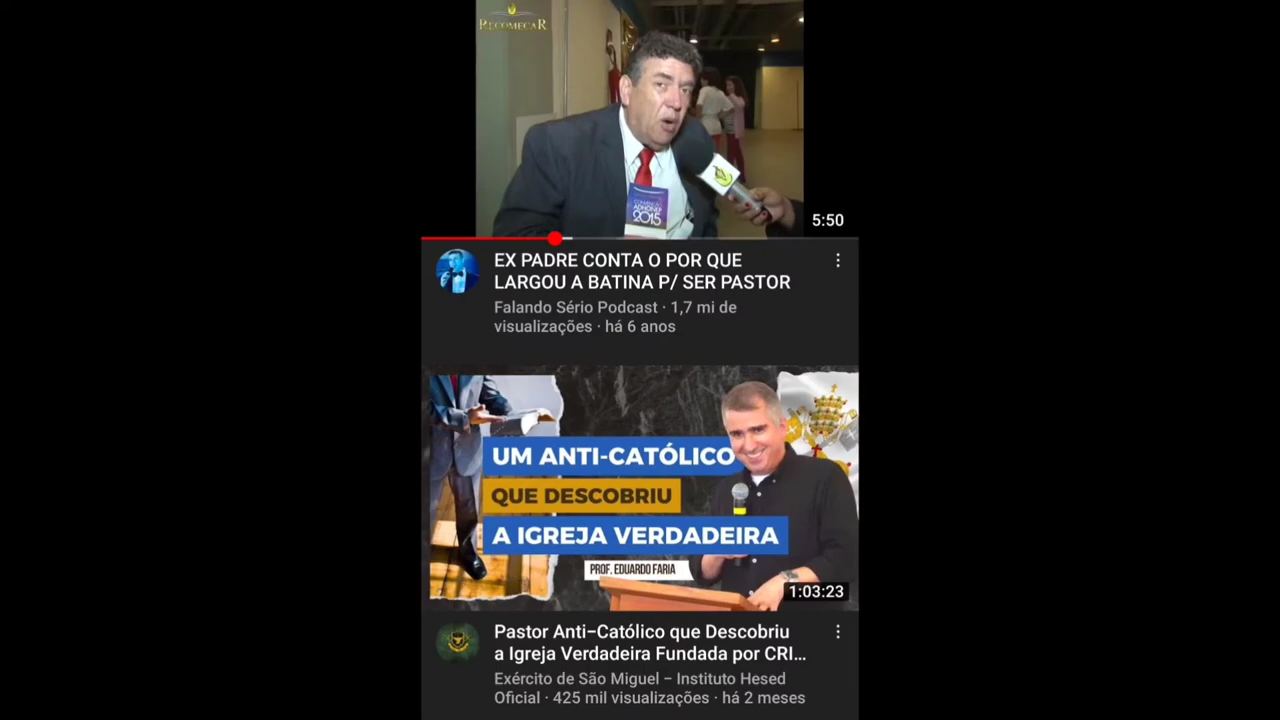 RECOMEÇAR
CONVENÇÃO
ADHONEP
2015
5:50
EX PADRE CONTA O POR QUE
LARGOU A BATINA P/ SER PASTOR
Falando Sério Podcast · 1,7 mi de
visualizações · há 6 anos
UM ANTI-CATÓLICO
QUE DESCOBRIU
A IGREJA VERDADEIRA
PROF. EDUARDO FARIA
1:03:23
Pastor Anti-Católico que Descobriu
a Igreja Verdadeira Fundada por CRI...
Exército de São Miguel - Instituto Hesed
Oficial · 425 mil visualizações · há 2 meses